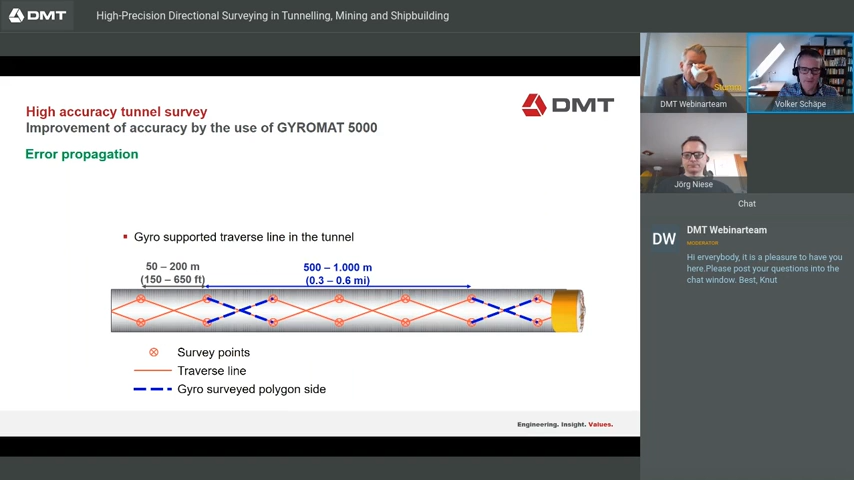 DMT
High-Precision Directional Surveying in Tunnelling, Mining and Shipbuilding
High accuracy tunnel survey
Improvement of accuracy by the use of GYROMAT 5000
DMT
Error propagation
▪ Gyro supported traverse line in the tunnel
50 – 200 m
(150 – 650 ft)
500 – 1.000 m
(0.3 – 0.6 mi)
Survey points
Traverse line
Gyro surveyed polygon side
Engineering. Insight. Values.
DMT Webinarteam
Volker Schäpe
Jörg Niese
Chat
DW
DMT Webinarteam
MODERATOR
Hi erverybody, it is a pleasure to have you
here.Please post your questions into the
chat window. Best, Knut